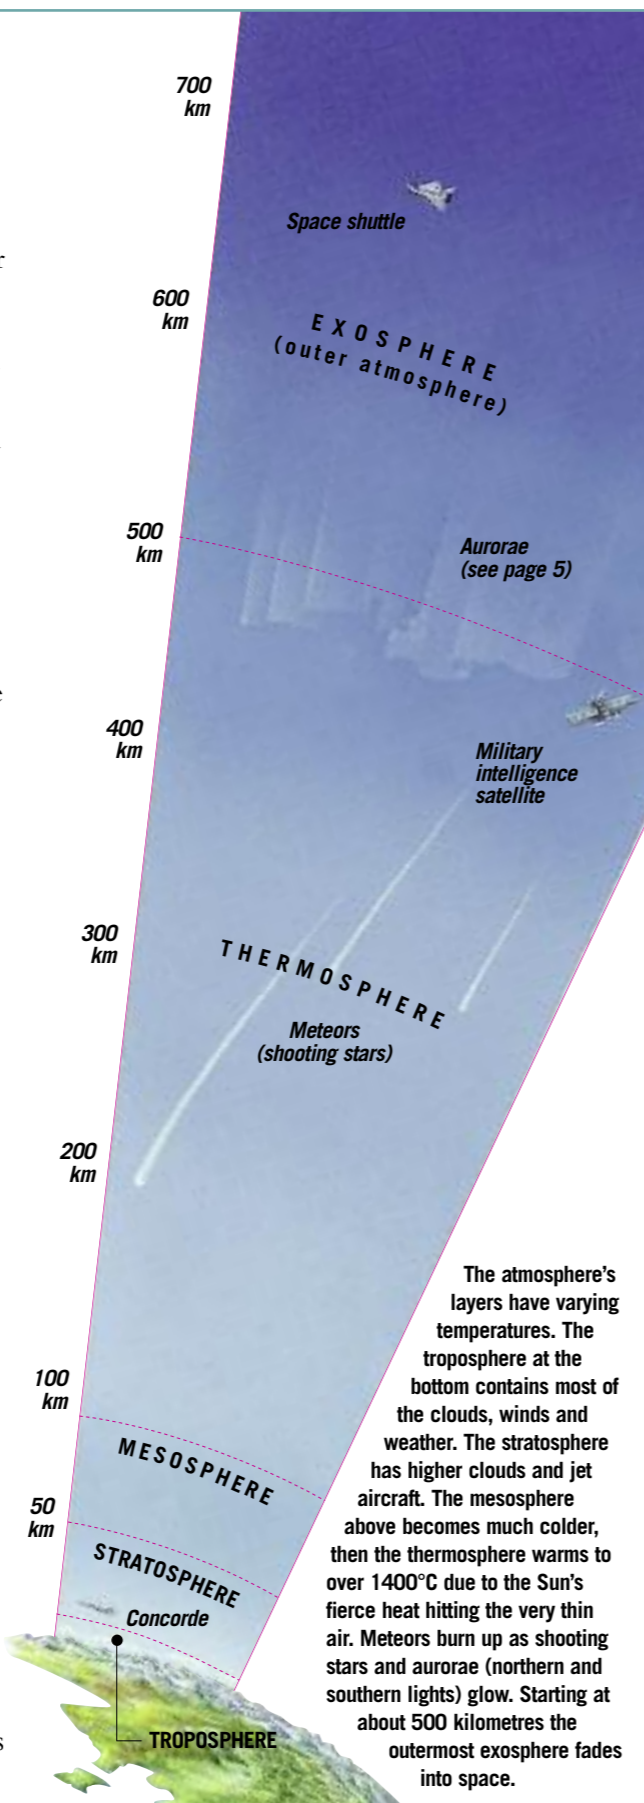 700
km
Space shuttle
r
600
km
EXOSPHERE
(outer atmosphere)
500
km
Aurorae
(see page 5)
e
400
km
Military
intelligence
satellite
300
km
THERMOSPHERE
Meteors
(shooting stars)
200
km
100
km
MESOSPHERE
50
km
STRATOSPHERE
Concorde
TROPOSPHERE
s
The atmosphere's
layers have varying
temperatures. The
troposphere at the
bottom contains most of
the clouds, winds and
weather. The stratosphere
has higher clouds and jet
aircraft. The mesosphere
above becomes much colder,
then the thermosphere warms to
over 1400°C due to the Sun's
fierce heat hitting the very thin
air. Meteors burn up as shooting
stars and aurorae (northern and
southern lights) glow. Starting at
about 500 kilometres the
outermost exosphere fades
into space.